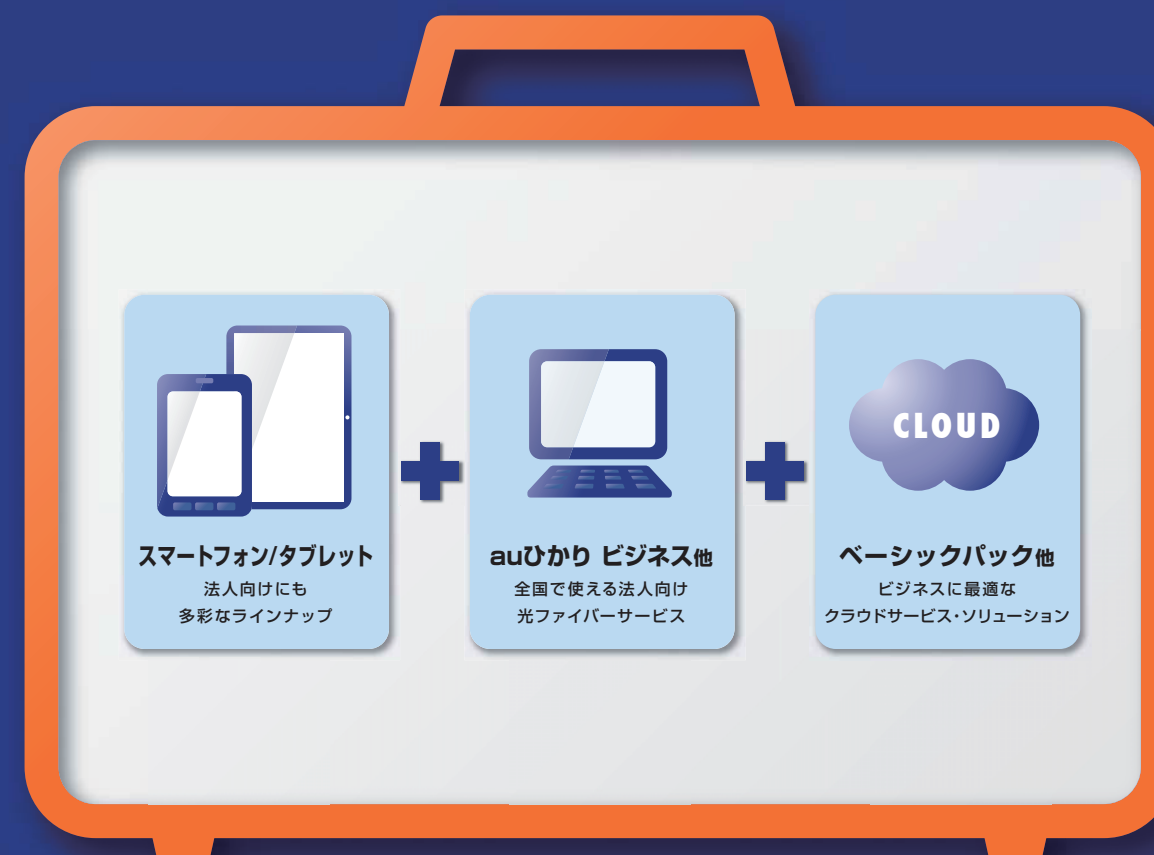 スマートフォン/タブレット
法人向けにも
多彩なラインナップ
auひかり ビジネス他
全国で使える法人向け
光ファイバーサービス
CLOUD
ベーシックパック他
ビジネスに最適な
クラウドサービス・ソリューション